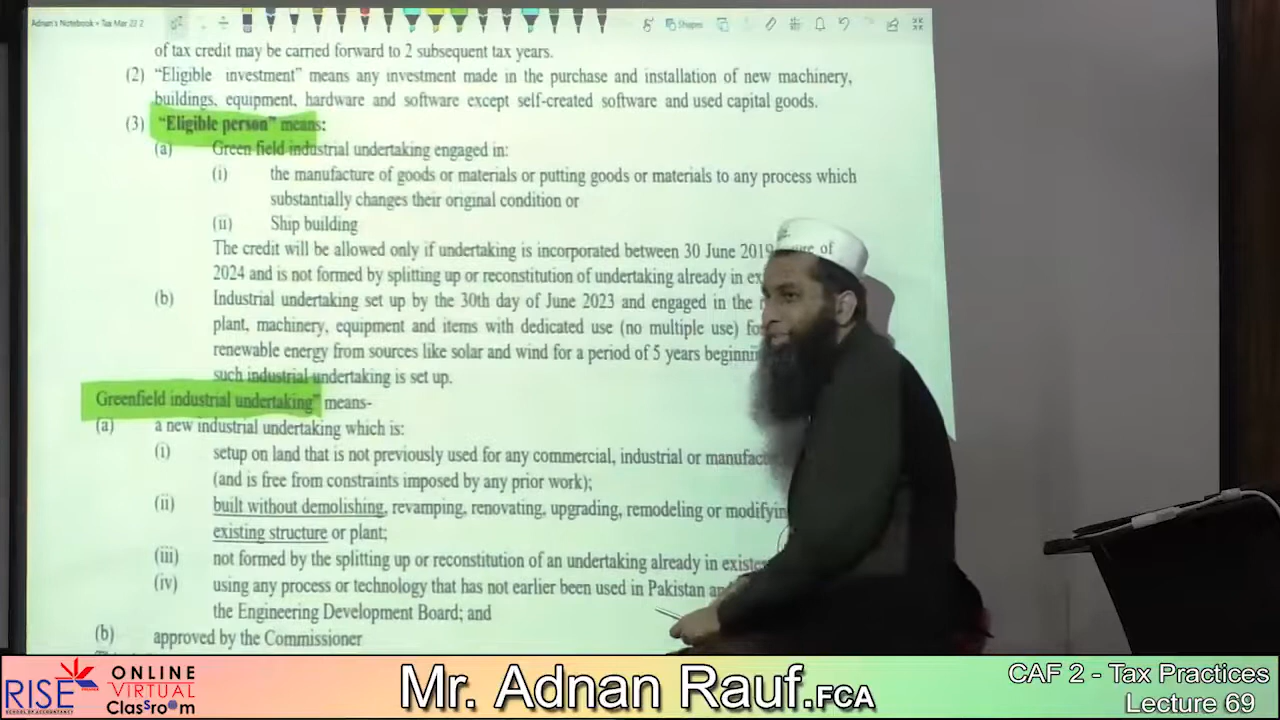 Adnan's Notebook » Tax Mar 22 2
Shapes
of tax credit may be carried forward to 2 subsequent tax years.
(2) "Eligible investment" means any investment made in the purchase and installation of new machinery,
buildings, equipment, hardware and software except self-created software and used capital goods.
(3) "Eligible person" means:
(a) Green field industrial undertaking engaged in:
(i) the manufacture of goods or materials or putting goods or materials to any process which
substantially changes their original condition or
(ii) Ship building
The credit will be allowed only if undertaking is incorporated between 30 June 2019 of
2024 and is not formed by splitting up or reconstitution of undertaking already in
(b) Industrial undertaking set up by the 30th day of June 2023 and engaged in the
plant, machinery, equipment and items with dedicated use (no multiple use)
renewable energy from sources like solar and wind for a period of 5 years
such industrial undertaking is set up.
Greenfield industrial undertaking" means-
(a) a new industrial undertaking which is:
(i) setup on land that is not previously used for any commercial, industrial or
(and is free from constraints imposed by any prior work);
(ii) built without demolishing, revamping, renovating, upgrading, remodeling or
existing structure or plant;
(iii) not formed by the splitting up or reconstitution of an undertaking already in
(iv) using any process or technology that has not earlier been used in Pakistan
the Engineering Development Board; and
(b) approved by the Commissioner
RISE
SCHOOL OF ACCOUNTANCY
ONLINE
VIRTUAL
ClasSroom
Mr. Adnan Rauf.FCA
CAF 2 - Tax Practices
Lecture 69